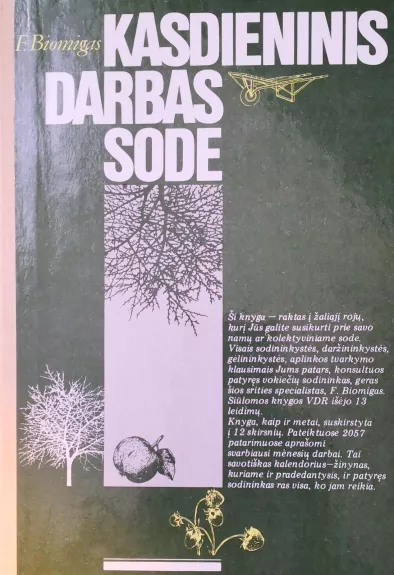 F. Biomigas
KASDIENINIS
DARBAS
SODE
Ši knyga — raktas į žaliąjį rojų,
kurį Jūs galite susikurti prie savo
namų ar kolektyviniame sode.
Visais sodininkystės, daržininkystės,
gėlininkystės, aplinkos tvarkymo
klausimais Jums patars, konsultuos
patyręs vokiečių sodininkas, geras
šios srities specialistas, F. Biomigas.
Siūlomos knygos VDR išėjo 13
leidimų.
Knyga, kaip ir metai, suskirstyta
į 12 skirsnių. Pateiktuose 2057
patarimuose aprašomi
svarbiausi mėnesių darbai. Tai
savotiškas kalendorius—žinynas,
kuriame ir pradedantysis, ir patyręs
sodininkas ras visa, ko jam reikia.